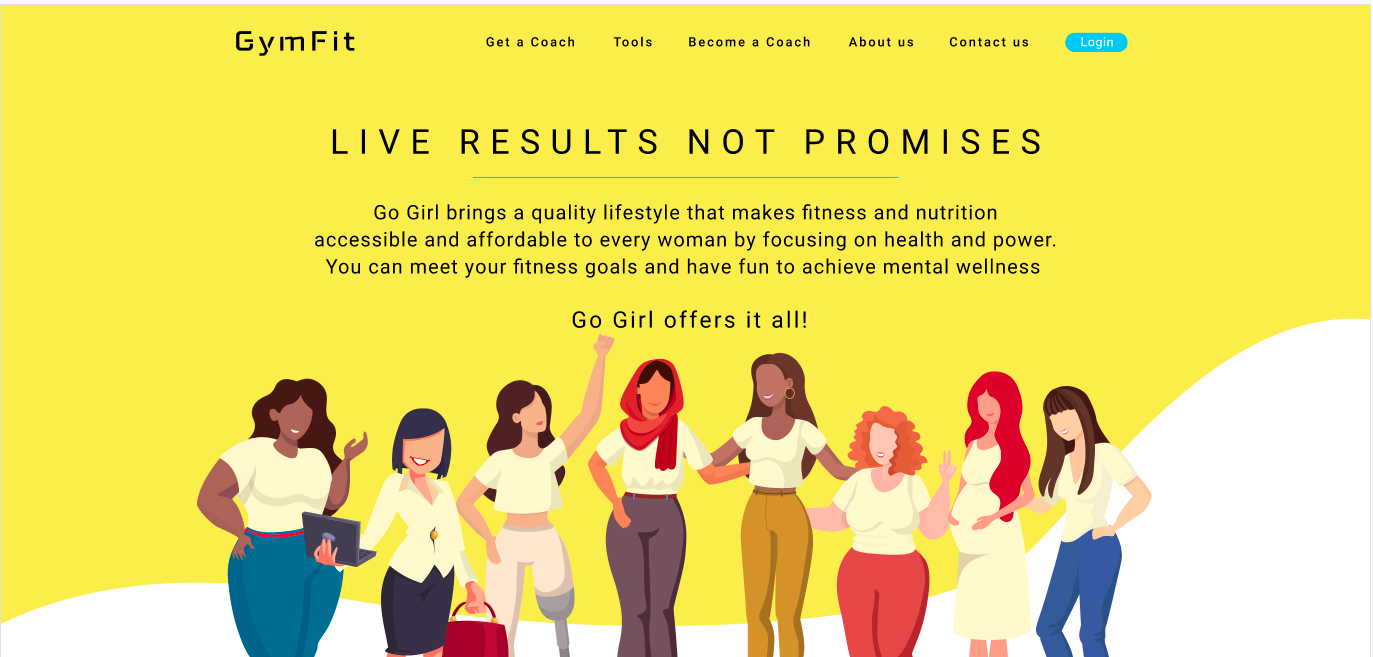 GymFit
Get a Coach
Tools
Become a Coach
About us
Contact us
Login
LIVE RESULTS NOT PROMISES
Go Girl brings a quality lifestyle that makes fitness and nutrition
accessible and affordable to every woman by focusing on health and power.
You can meet your fitness goals and have fun to achieve mental wellness
Go Girl offers it all!